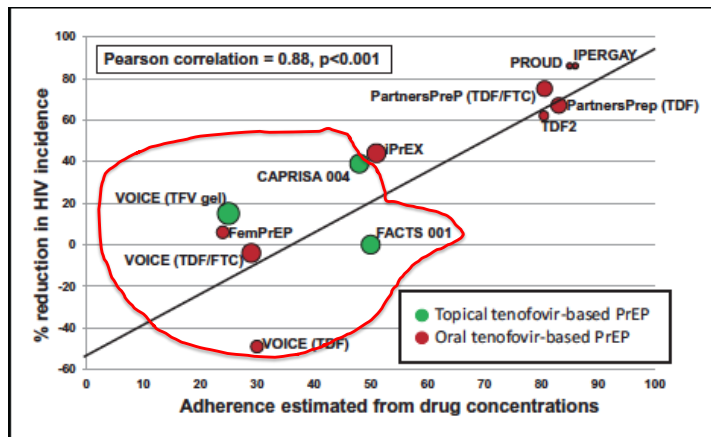 Pearson correlation = 0.88, p<0.001
% reduction in HIV incidence
100
80
60
40
20
0
-20
-40
-60
PROUD
IPERGAY
PartnersPreP (TDF/FTC)
PartnersPrep (TDF)
TDF2
iPrEX
CAPRISA 004
VOICE (TFV gel)
FemPrEP
FACTS 001
VOICE (TDF/FTC)
VOICE (TDF)
Topical tenofovir-based PrEP
Oral tenofovir-based PrEP
0 10 20 30 40 50 60 70 80 90 100
Adherence estimated from drug concentrations